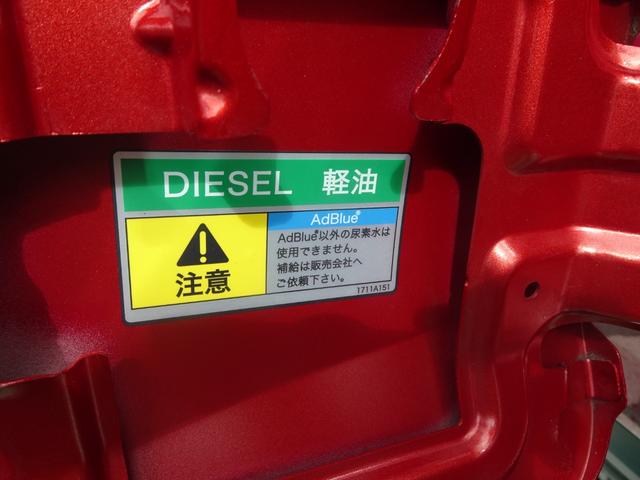 DIESEL 軽油
注意
AdBlue®
AdBlue®以外の尿素水は
使用できません。
補給は販売会社へ
ご依頼下さい。
1711A151